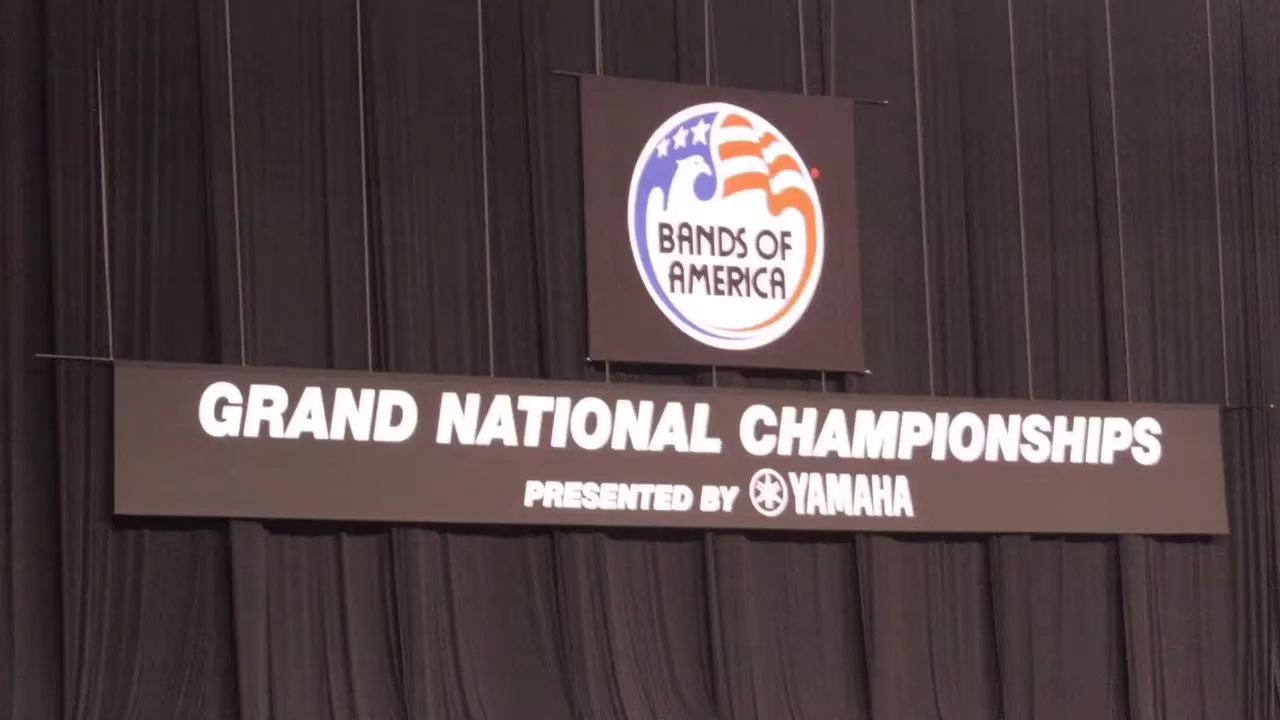 BANDS OF
AMERICA
GRAND NATIONAL CHAMPIONSHIPS
PRESENTED BY YAMAHA